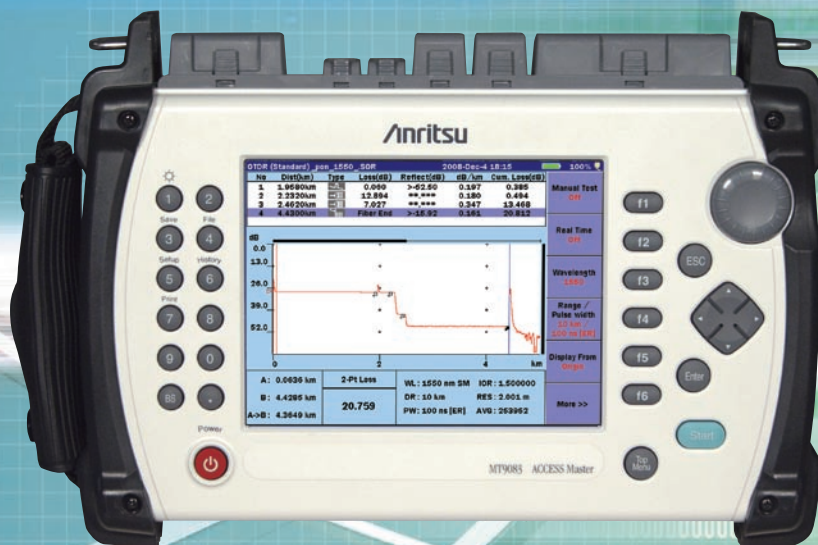 Anritsu
OTDR (Standard)_pon_1550_SOR 2008-Dec-4 18:15 100%
No Dist(km) Type Loss(dB) Reflect(dB) dB/km Cum. Loss(dB)
1 1.9680km 0.060 >-62.50 0.197 0.385
2 2.2320km 12.894 **.*** 0.180 0.494
3 2.4620km 7.027 **.*** 0.347 13.468
4 4.4300km Fiber End >-15.92 0.161 20.812
Manual Test
Off
Real Time
Off
Wavelength
1550
Range /
Pulse width
10 km /
100 ns [ER]
Display From
Origin
More >>
dB
0.0
13.0
26.0
39.0
52.0
0 2 4 km
A: 0.0636 km
B: 4.4285 km
A->B: 4.3649 km
2-Pt Loss
20.759
WL: 1550 nm SM IOR: 1.500000
DR: 10 km RES: 2.001 m
PW: 100 ns [ER] AVG: 253952
1 2
Save File
3 4
Setup History
5 6
Print
7 8
9 0
BS .
Power
f1
f2
f3
f4
f5
f6
ESC
Enter
Start
Top
Menu
MT9083 ACCESS Master